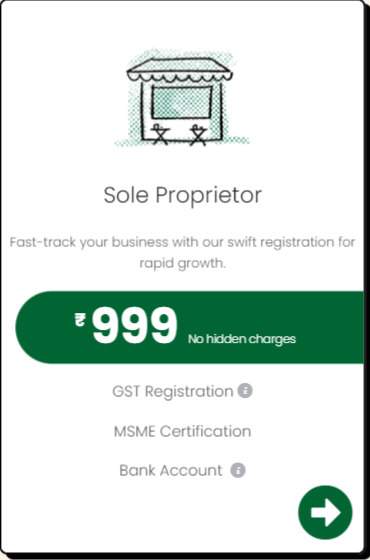 Sole Proprietor
Fast-track your business with our swift registration for
rapid growth.
₹999 No hidden charges
GST Registration i
MSME Certification
Bank Account i